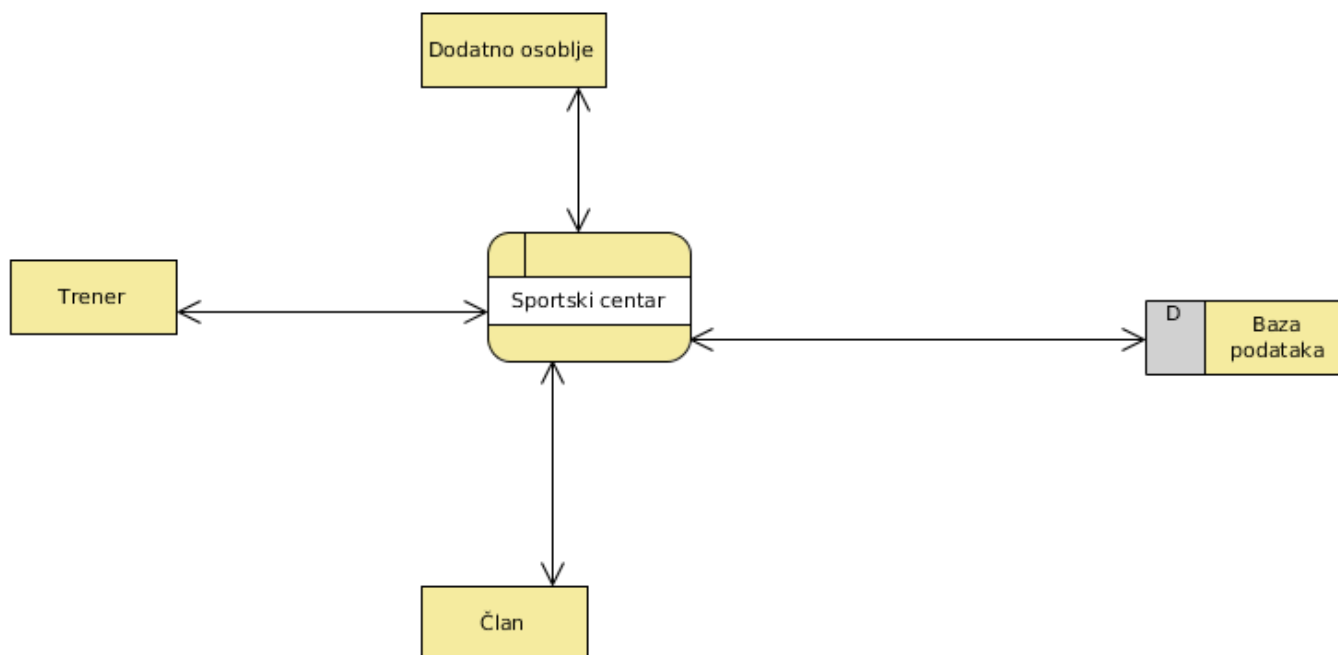 Dodatno osoblje
Trener
Sportski centar
D
Baza
podataka
Član